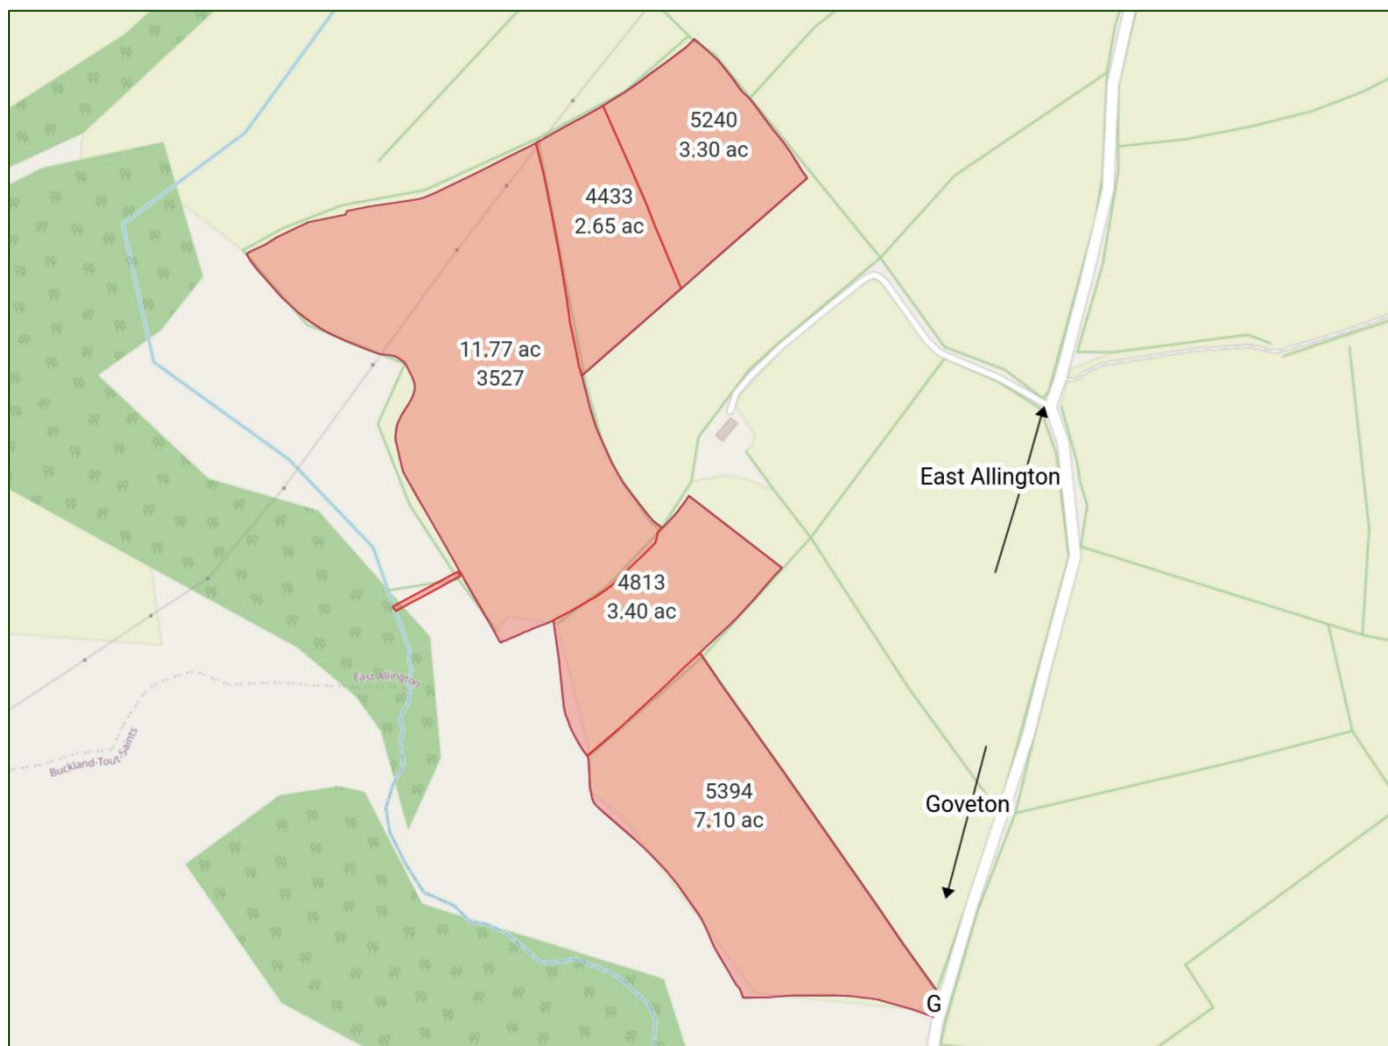 5240
3.30 ac
4433
2.65 ac
11.77 ac
3527
East Allington
4813
3.40 ac
East Allington
Buckland-Tout-Saints
5394
7.10 ac
Goveton
G